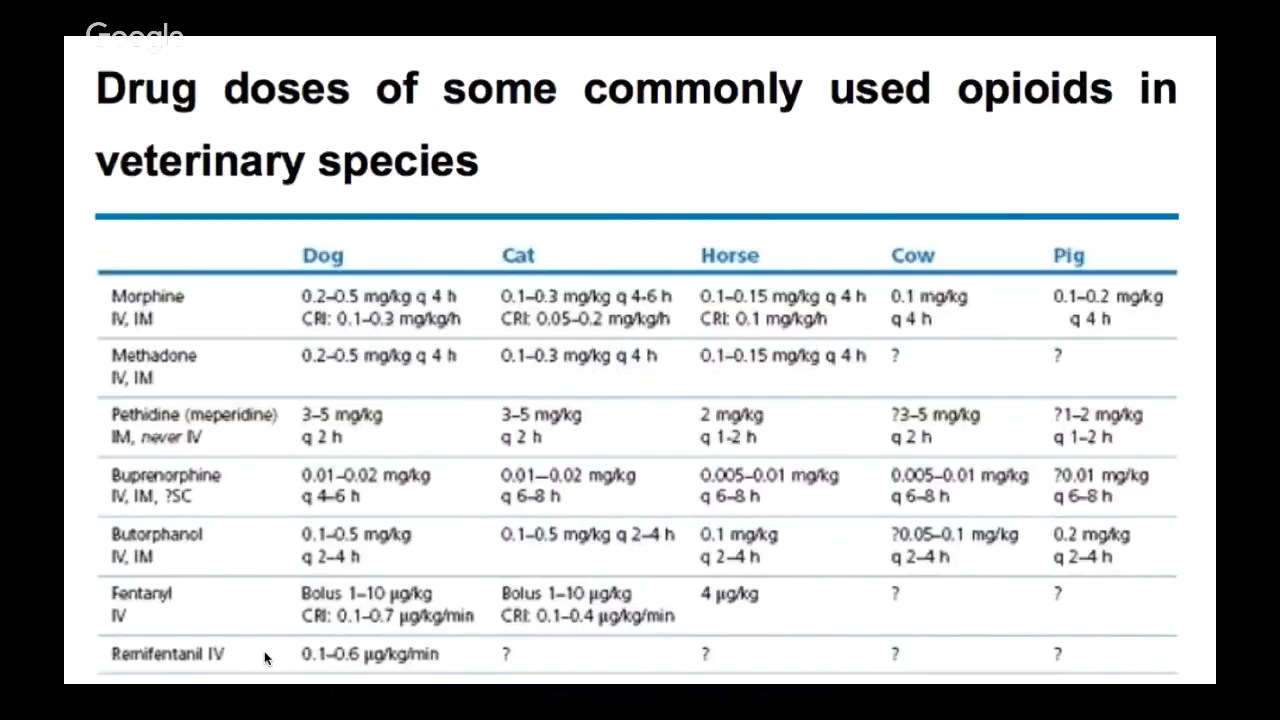 Google
Drug doses of some commonly used opioids in
veterinary species
Dog Cat Horse Cow Pig
Morphine 0.2–0.5 mg/kg q 4 h 0.1–0.3 mg/kg q 4-6 h 0.1–0.15 mg/kg q 4 h 0.1 mg/kg 0.1–0.2 mg/kg
IV, IM CRI: 0.1–0.3 mg/kg/h CRI: 0.05–0.2 mg/kg/h CRI: 0.1 mg/kg/h q 4 h q 4 h
Methadone 0.2–0.5 mg/kg q 4 h 0.1–0.3 mg/kg q 4 h 0.1–0.15 mg/kg q 4 h ? ?
IV, IM
Pethidine (meperidine) 3–5 mg/kg 3–5 mg/kg 2 mg/kg ?3–5 mg/kg ?1–2 mg/kg
IM, never IV q 2 h q 2 h q 1-2 h q 2 h q 1–2 h
Buprenorphine 0.01–0.02 mg/kg 0.01–0.02 mg/kg 0.005–0.01 mg/kg 0.005–0.01 mg/kg ?0.01 mg/kg
IV, IM, ?SC q 4–6 h q 6–8 h q 6–8 h q 6–8 h q 6–8 h
Butorphanol 0.1–0.5 mg/kg 0.1–0.5 mg/kg q 2–4 h 0.1 mg/kg ?0.05–0.1 mg/kg 0.2 mg/kg
IV, IM q 2–4 h q 2–4 h q 2–4 h q 2–4 h
Fentanyl Bolus 1–10 µg/kg Bolus 1–10 µg/kg 4 µg/kg ? ?
IV CRI: 0.1–0.7 µg/kg/min CRI: 0.1–0.4 µg/kg/min
Remifentanil IV 0.1–0.6 µg/kg/min ? ? ? ?